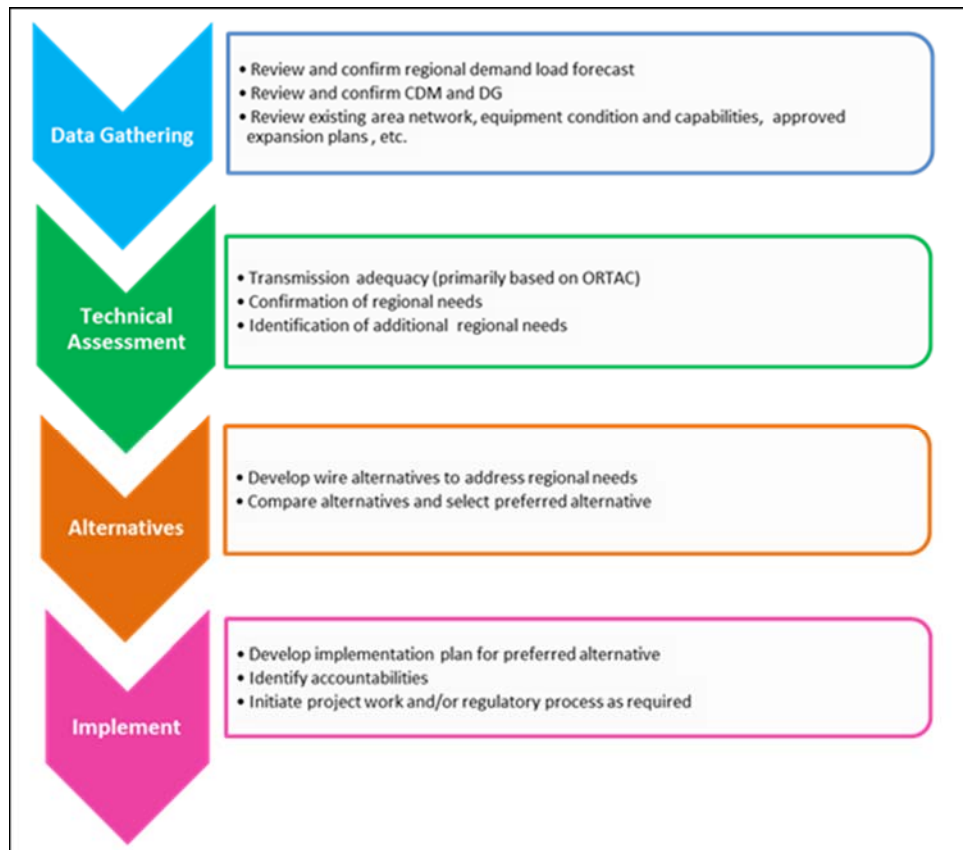 Data Gathering
• Review and confirm regional demand load forecast
• Review and confirm CDM and DG
• Review existing area network, equipment condition and capabilities, approved
expansion plans , etc.
Technical
Assessment
• Transmission adequacy (primarily based on ORTAC)
• Confirmation of regional needs
• Identification of additional regional needs
Alternatives
• Develop wire alternatives to address regional needs
• Compare alternatives and select preferred alternative
Implement
• Develop implementation plan for preferred alternative
• Identify accountabilities
• Initiate project work and/or regulatory process as required